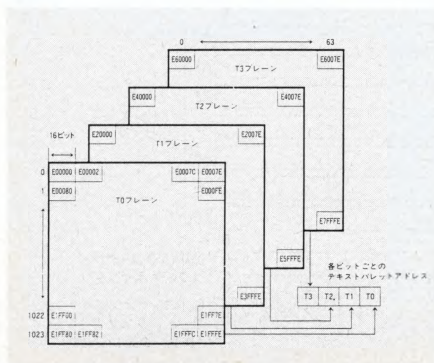 0 63
E60000 E6007E
T3プレーン
E40000 E4007E
T2プレーン
E20000 E2007E
T1プレーン
16ビット
0 E00000 E00002 E0007C E0007E
1 E00080 E000FE
T0プレーン
E7FFFE
E5FFFE
E3FFFE
各ビットごとの
テキストパレットアドレス
T3 T2 T1 T0
1022 E1FF00 E1FF7E
1023 E1FF80 E1FF82 E1FFFC E1FFFE